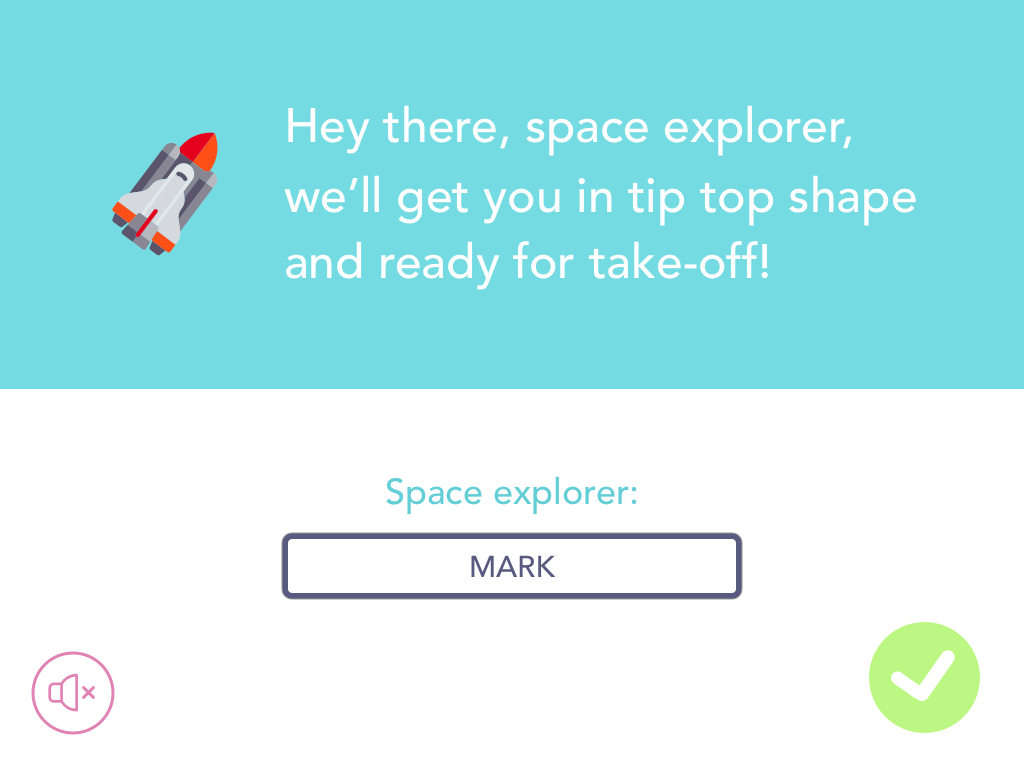 Hey there, space explorer,
we’ll get you in tip top shape
and ready for take-off!
Space explorer:
MARK